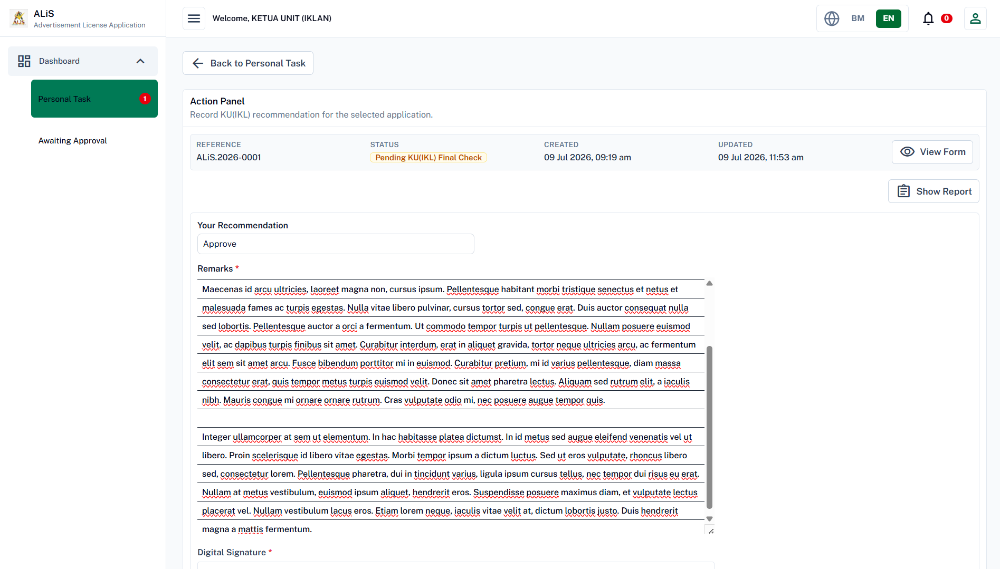 ALiS
Advertisement License Application
Welcome, KETUA UNIT (IKLAN)
BM
EN
0
Dashboard
Personal Task
1
Awaiting Approval
Back to Personal Task
Action Panel
Record KU(IKL) recommendation for the selected application.
REFERENCE
ALiS.2026-0001
STATUS
Pending KU(IKL) Final Check
CREATED
09 Jul 2026, 09:19 am
UPDATED
09 Jul 2026, 11:53 am
View Form
Show Report
Your Recommendation
Approve
Remarks *
Maecenas id arcu ultricies, laoreet magna non, cursus ipsum. Pellentesque habitant morbi tristique senectus et netus et
malesuada fames ac turpis egestas. Nulla vitae libero pulvinar, cursus tortor sed, congue erat. Duis auctor consequat nulla
sed lobortis. Pellentesque auctor a orci a fermentum. Ut commodo tempor turpis ut pellentesque. Nullam posuere euismod
velit, ac dapibus turpis finibus sit amet. Curabitur interdum, erat in aliquet gravida, tortor neque ultricies arcu, ac fermentum
elit sem sit amet arcu. Fusce bibendum porttitor mi in euismod. Curabitur pretium, mi id varius pellentesque, diam massa
consectetur erat, quis tempor metus turpis euismod velit. Donec sit amet pharetra lectus. Aliquam sed rutrum elit, a iaculis
nibh. Mauris congue mi ornare ornare rutrum. Cras vulputate odio mi, nec posuere augue tempor quis.
Integer ullamcorper at sem ut elementum. In hac habitasse platea dictumst. In id metus sed augue eleifend venenatis vel ut
libero. Proin scelerisque id libero vitae egestas. Morbi tempor ipsum a dictum luctus. Sed ut eros vulputate, rhoncus libero
sed, consectetur lorem. Pellentesque pharetra, dui in tincidunt varius, ligula ipsum cursus tellus, nec tempor dui risus eu erat.
Nullam at metus vestibulum, euismod ipsum aliquet, hendrerit eros. Suspendisse posuere maximus diam, et vulputate lectus
placerat vel. Nullam vestibulum lacus eros. Etiam lorem neque, iaculis vitae velit at, dictum lobortis justo. Duis hendrerit
magna a mattis fermentum.
Digital Signature *